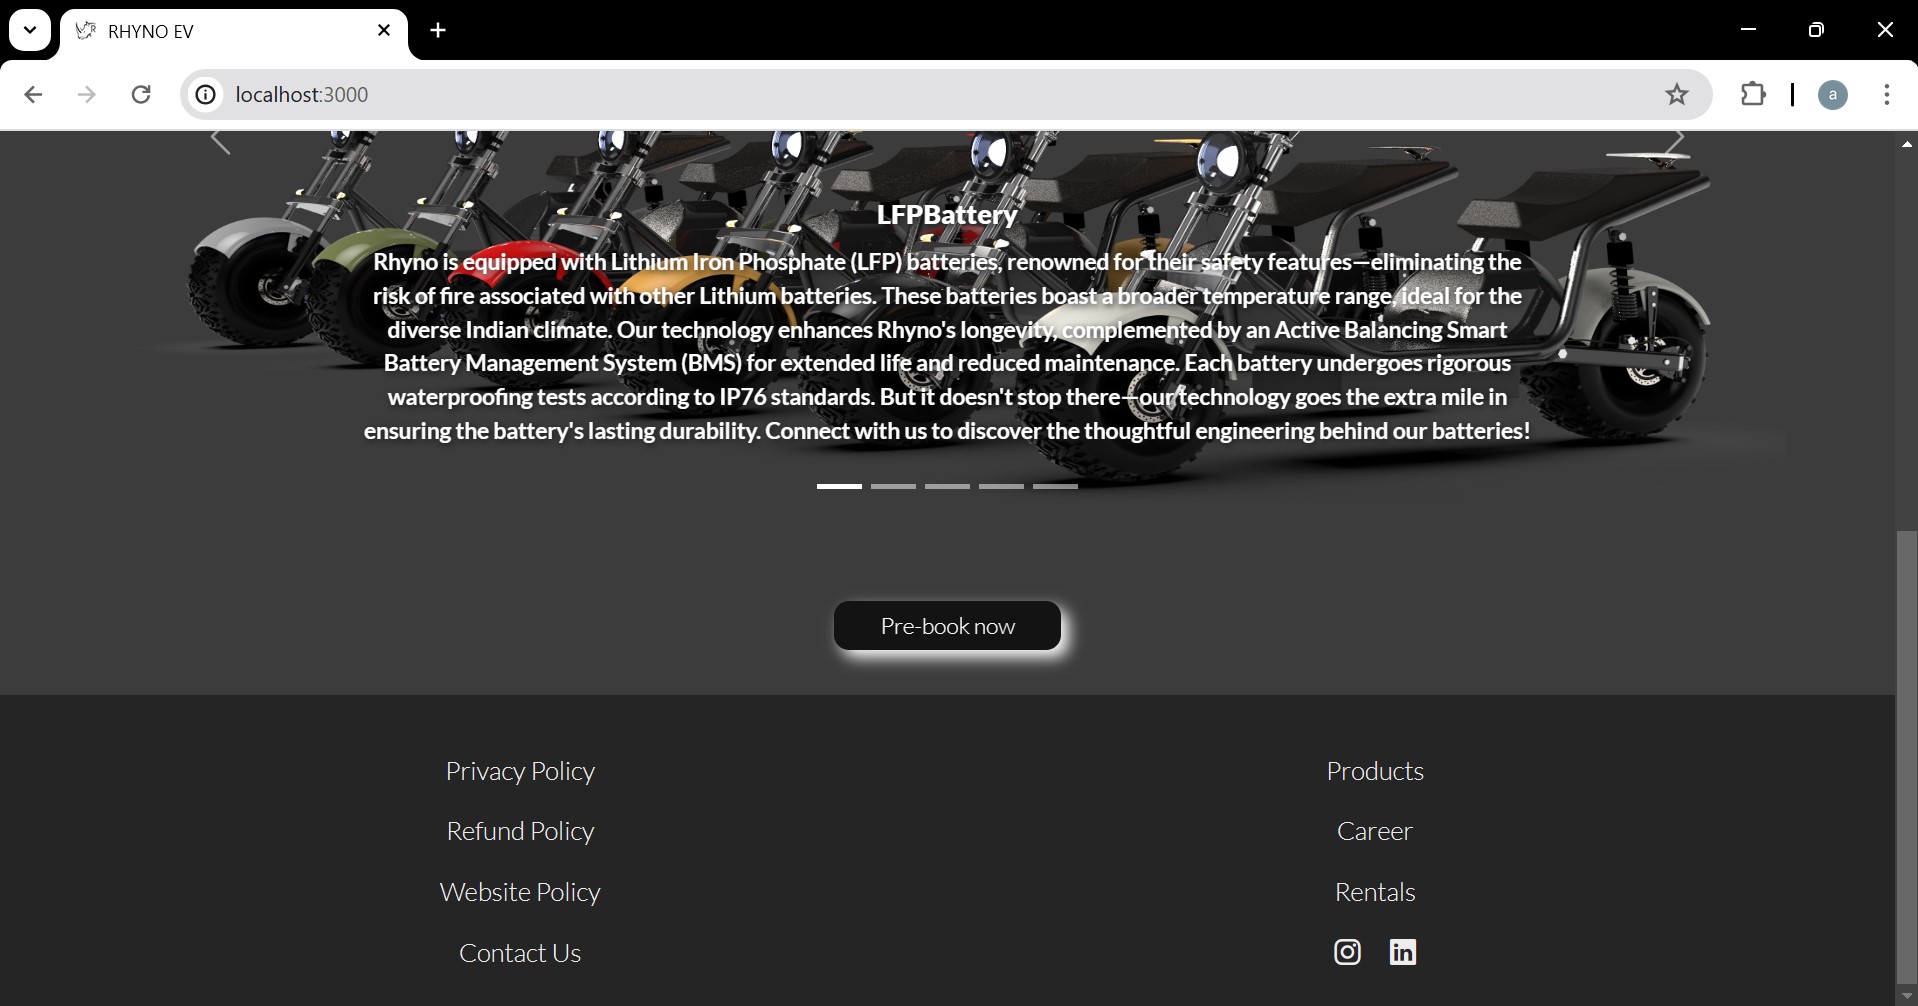 RHYNO EV
localhost:3000
a
LFPBattery
Rhyno is equipped with Lithium Iron Phosphate (LFP) batteries, renowned for their safety features—eliminating the
risk of fire associated with other Lithium batteries. These batteries boast a broader temperature range, ideal for the
diverse Indian climate. Our technology enhances Rhyno's longevity, complemented by an Active Balancing Smart
Battery Management System (BMS) for extended life and reduced maintenance. Each battery undergoes rigorous
waterproofing tests according to IP76 standards. But it doesn't stop there—our technology goes the extra mile in
ensuring the battery's lasting durability. Connect with us to discover the thoughtful engineering behind our batteries!
Pre-book now
Privacy Policy
Refund Policy
Website Policy
Contact Us
Products
Career
Rentals
in